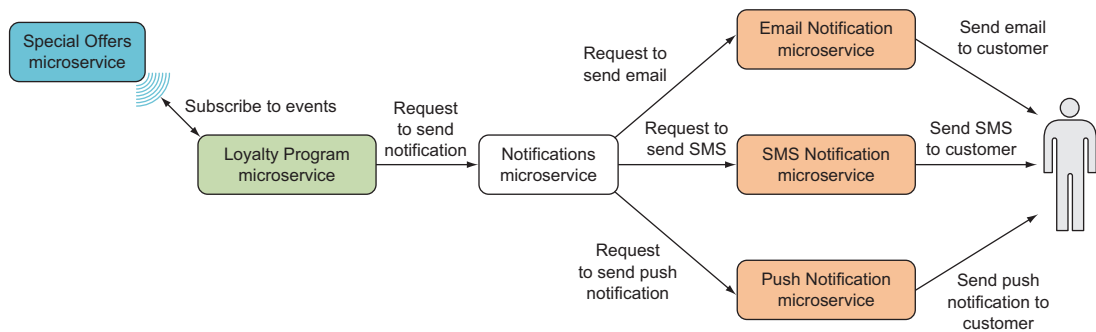 Special Offers
microservice
Subscribe to events
Loyalty Program
microservice
Request
to send
notification
Notifications
microservice
Request to
send email
Email Notification
microservice
Send email
to customer
Request to
send SMS
SMS Notification
microservice
Send SMS
to customer
Request
to send push
notification
Push Notification
microservice
Send push
notification to
customer